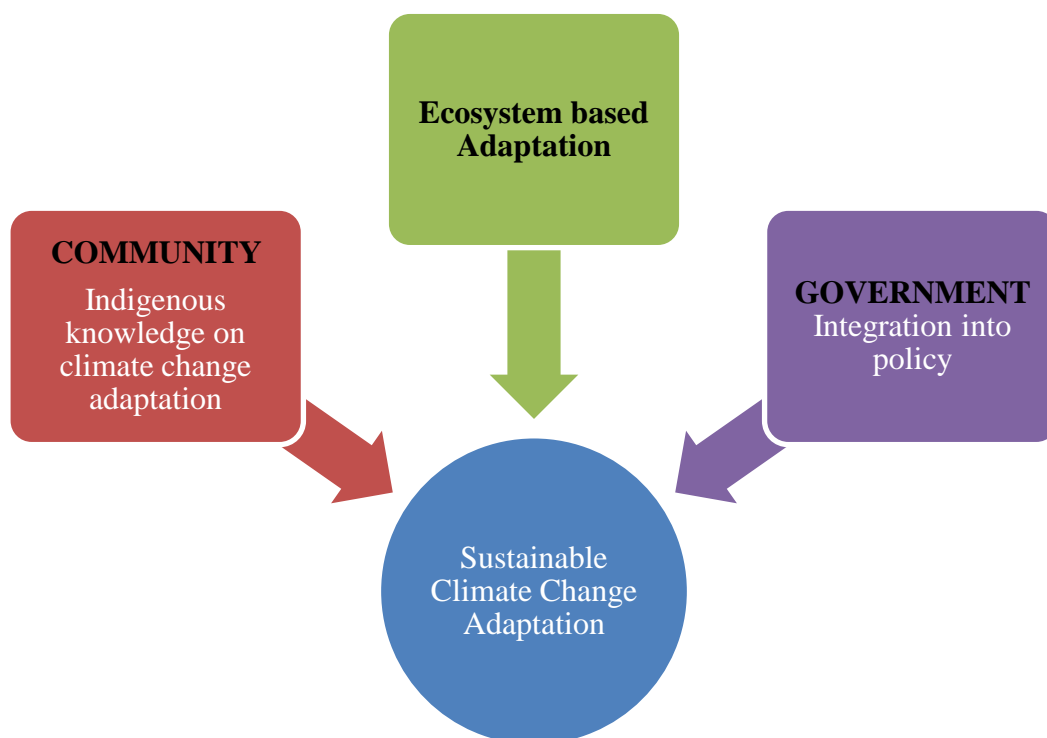 Ecosystem based
Adaptation
COMMUNITY
Indigenous
knowledge on
climate change
adaptation
GOVERNMENT
Integration into
policy
Sustainable
Climate Change
Adaptation